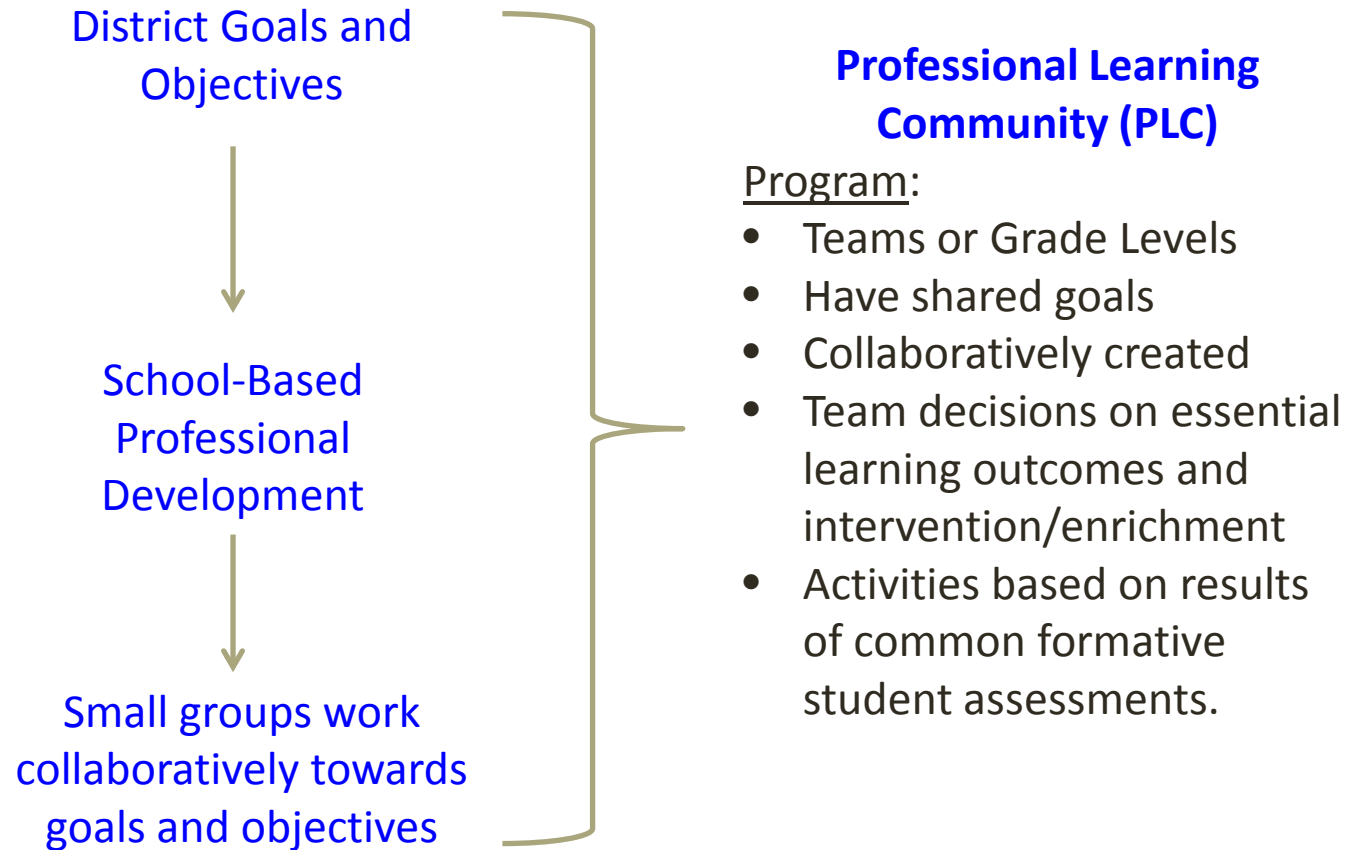 District Goals and
Objectives
School-Based
Professional
Development
Small groups work
collaboratively towards
goals and objectives
Professional Learning
Community (PLC)
Program:
• Teams or Grade Levels
• Have shared goals
• Collaboratively created
• Team decisions on essential
learning outcomes and
intervention/enrichment
• Activities based on results
of common formative
student assessments.